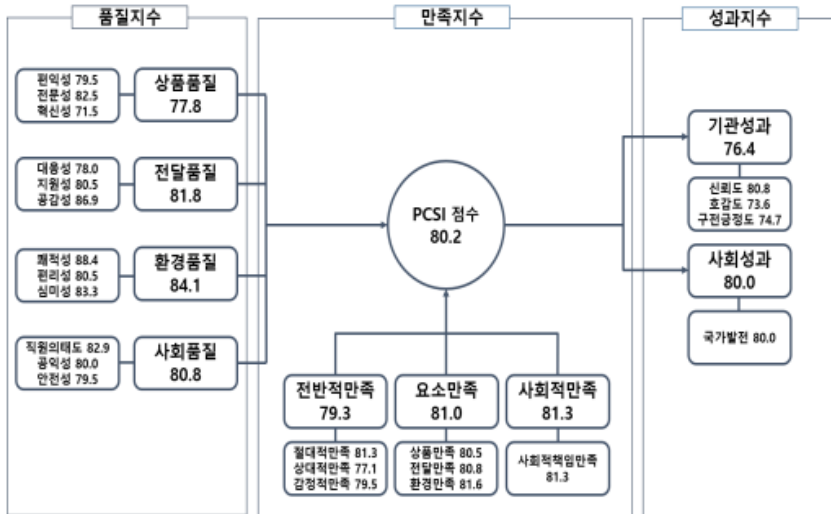 품질지수
만족지수
성과지수
편익성 79.5
전문성 82.5
혁신성 71.5
상품품질
77.8
대응성 78.0
지원성 80.5
공감성 86.9
전달품질
81.8
쾌적성 88.4
편리성 80.5
심미성 83.3
환경품질
84.1
직원의태도 82.9
공익성 80.0
안전성 79.5
사회품질
80.8
PCSI 점수
80.2
전반적만족
79.3
요소만족
81.0
사회적만족
81.3
절대적만족 81.3
상대적만족 77.1
감정적만족 79.5
상품만족 80.5
전달만족 80.8
환경만족 81.6
사회적책임만족
81.3
기관성과
76.4
신뢰도 80.8
호감도 73.6
구전긍정도 74.7
사회성과
80.0
국가발전 80.0